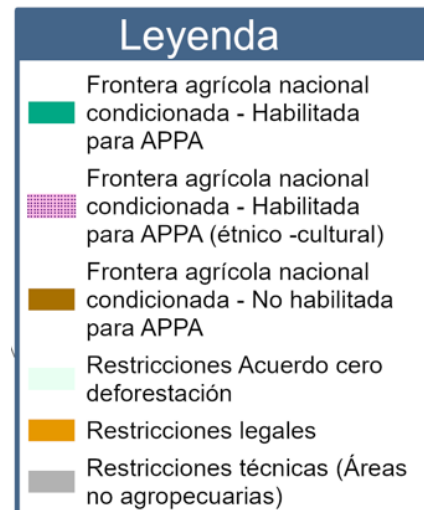 Leyenda
Frontera agrícola nacional
condicionada - Habilitada
para APPA
Frontera agrícola nacional
condicionada - Habilitada
para APPA (étnico -cultural)
Frontera agrícola nacional
condicionada - No habilitada
para APPA
Restricciones Acuerdo cero
deforestación
Restricciones legales
Restricciones técnicas (Áreas
no agropecuarias)